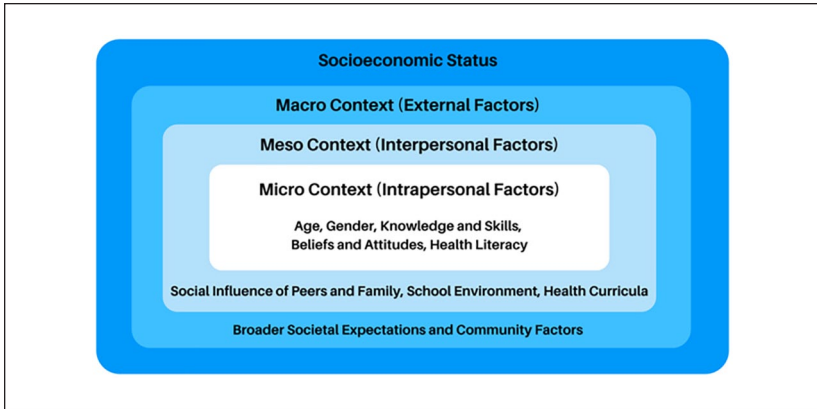 Socioeconomic Status
Macro Context (External Factors)
Meso Context (Interpersonal Factors)
Micro Context (Intrapersonal Factors)
Age, Gender, Knowledge and Skills,
Beliefs and Attitudes, Health Literacy
Social Influence of Peers and Family, School Environment, Health Curricula
Broader Societal Expectations and Community Factors